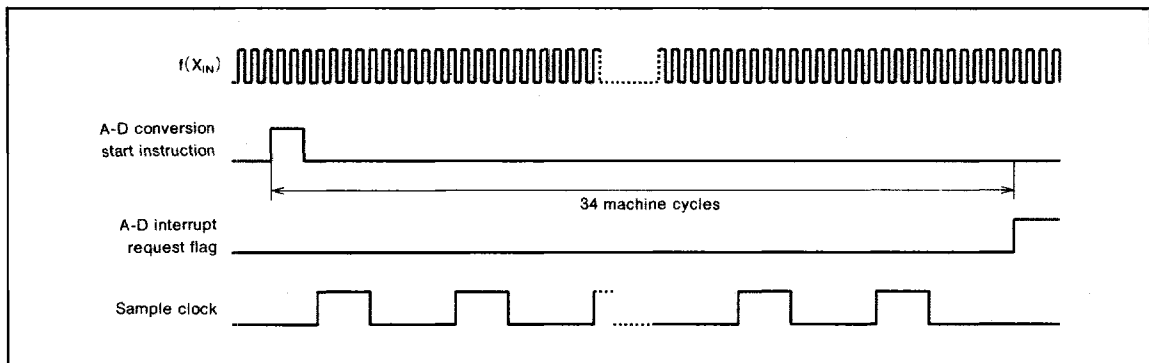 f(XIN)
A-D conversion
start instruction
34 machine cycles
A-D interrupt
request flag
Sample clock